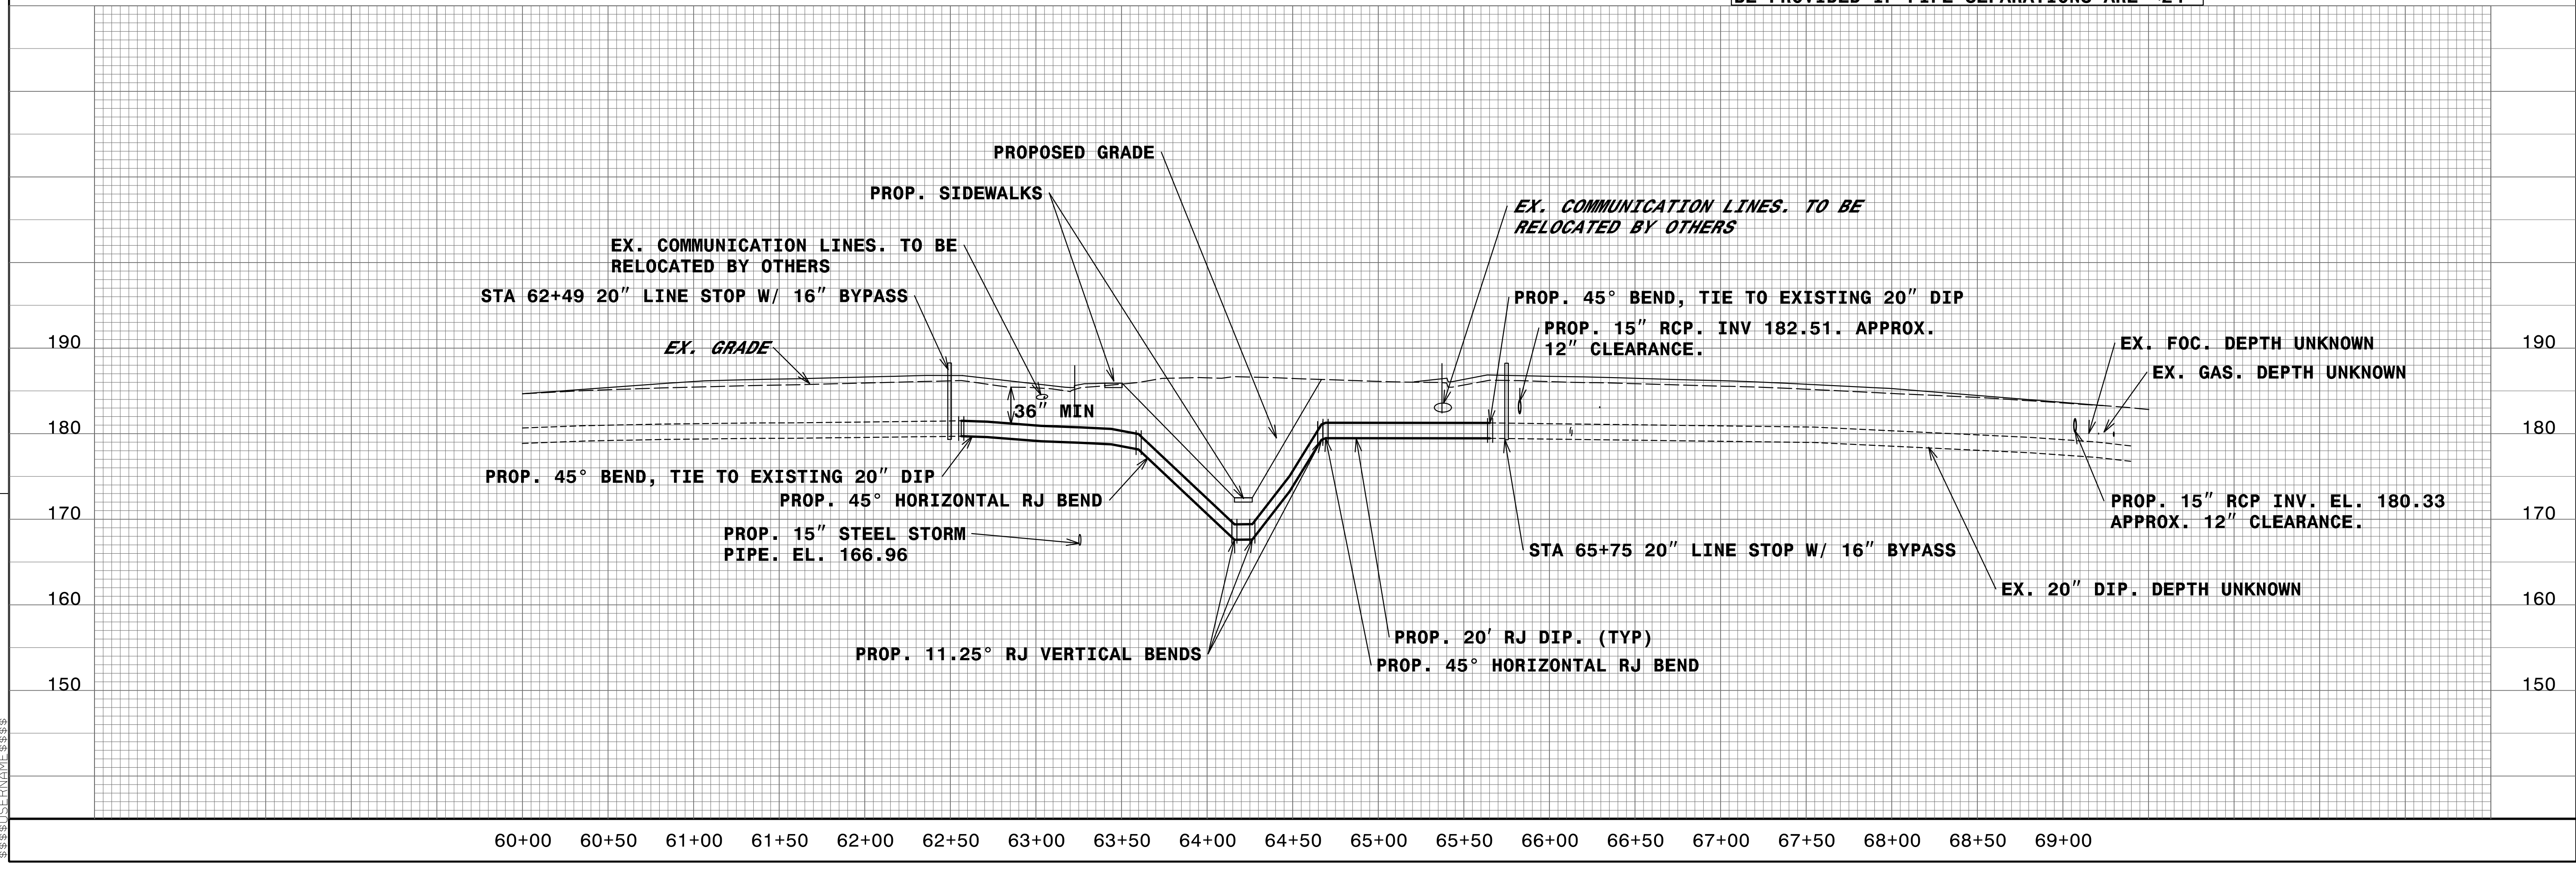 PROPOSED GRADE
PROP. SIDEWALKS
EX. COMMUNICATION LINES. TO BE
RELOCATED BY OTHERS
EX. COMMUNICATION LINES. TO BE
RELOCATED BY OTHERS
STA 62+49 20" LINE STOP W/ 16" BYPASS
PROP. 45° BEND, TIE TO EXISTING 20" DIP
PROP. 15" RCP. INV 182.51. APPROX.
12" CLEARANCE.
190
EX. GRADE
EX. FOC. DEPTH UNKNOWN
190
EX. GAS. DEPTH UNKNOWN
36" MIN
180
180
PROP. 45° BEND, TIE TO EXISTING 20" DIP
PROP. 45° HORIZONTAL RJ BEND
PROP. 15" RCP INV. EL. 180.33
APPROX. 12" CLEARANCE.
170
170
PROP. 15" STEEL STORM
PIPE. EL. 166.96
STA 65+75 20" LINE STOP W/ 16" BYPASS
EX. 20" DIP. DEPTH UNKNOWN
160
160
PROP. 20' RJ DIP. (TYP)
PROP. 11.25° RJ VERTICAL BENDS
PROP. 45° HORIZONTAL RJ BEND
150
150
60+00 60+50 61+00 61+50 62+00 62+50 63+00 63+50 64+00 64+50 65+00 65+50 66+00 66+50 67+00 67+50 68+00 68+50 69+00